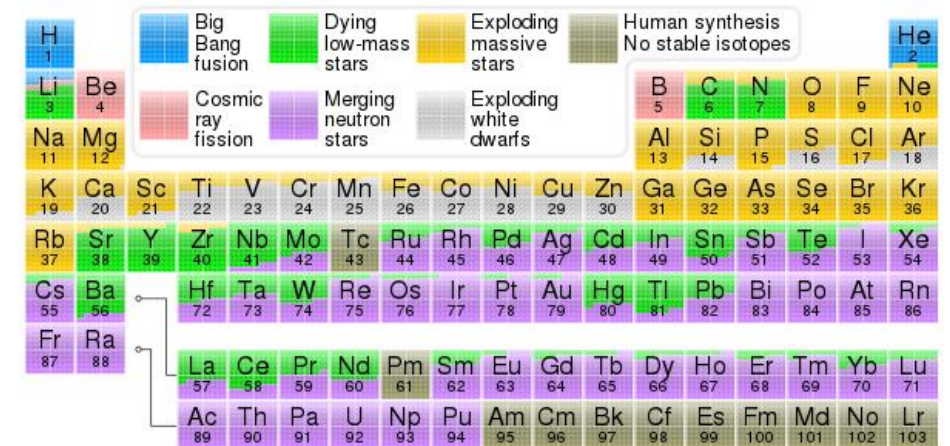 H
1
Big
Bang
fusion
Dying
low-mass
stars
Exploding
massive
stars
Human synthesis
No stable isotopes
He
2
Cosmic
ray
fission
Merging
neutron
stars
Exploding
white
dwarfs
Li Be B C N O F Ne
3 4 5 6 7 8 9 10
Na Mg Al Si P S Cl Ar
11 12 13 14 15 16 17 18
K Ca Sc Ti V Cr Mn Fe Co Ni Cu Zn Ga Ge As Se Br Kr
19 20 21 22 23 24 25 26 27 28 29 30 31 32 33 34 35 36
Rb Sr Y Zr Nb Mo Tc Ru Rh Pd Ag Cd In Sn Sb Te I Xe
37 38 39 40 41 42 43 44 45 46 47 48 49 50 51 52 53 54
Cs Ba Hf Ta W Re Os Ir Pt Au Hg Tl Pb Bi Po At Rn
55 56 72 73 74 75 76 77 78 79 80 81 82 83 84 85 86
Fr Ra
87 88
La Ce Pr Nd Pm Sm Eu Gd Tb Dy Ho Er Tm Yb Lu
57 58 59 60 61 62 63 64 65 66 67 68 69 70 71
Ac Th Pa U Np Pu Am Cm Bk Cf Es Fm Md No Lr
89 90 91 92 93 94 95 96 97 98 99 100 101 102 103